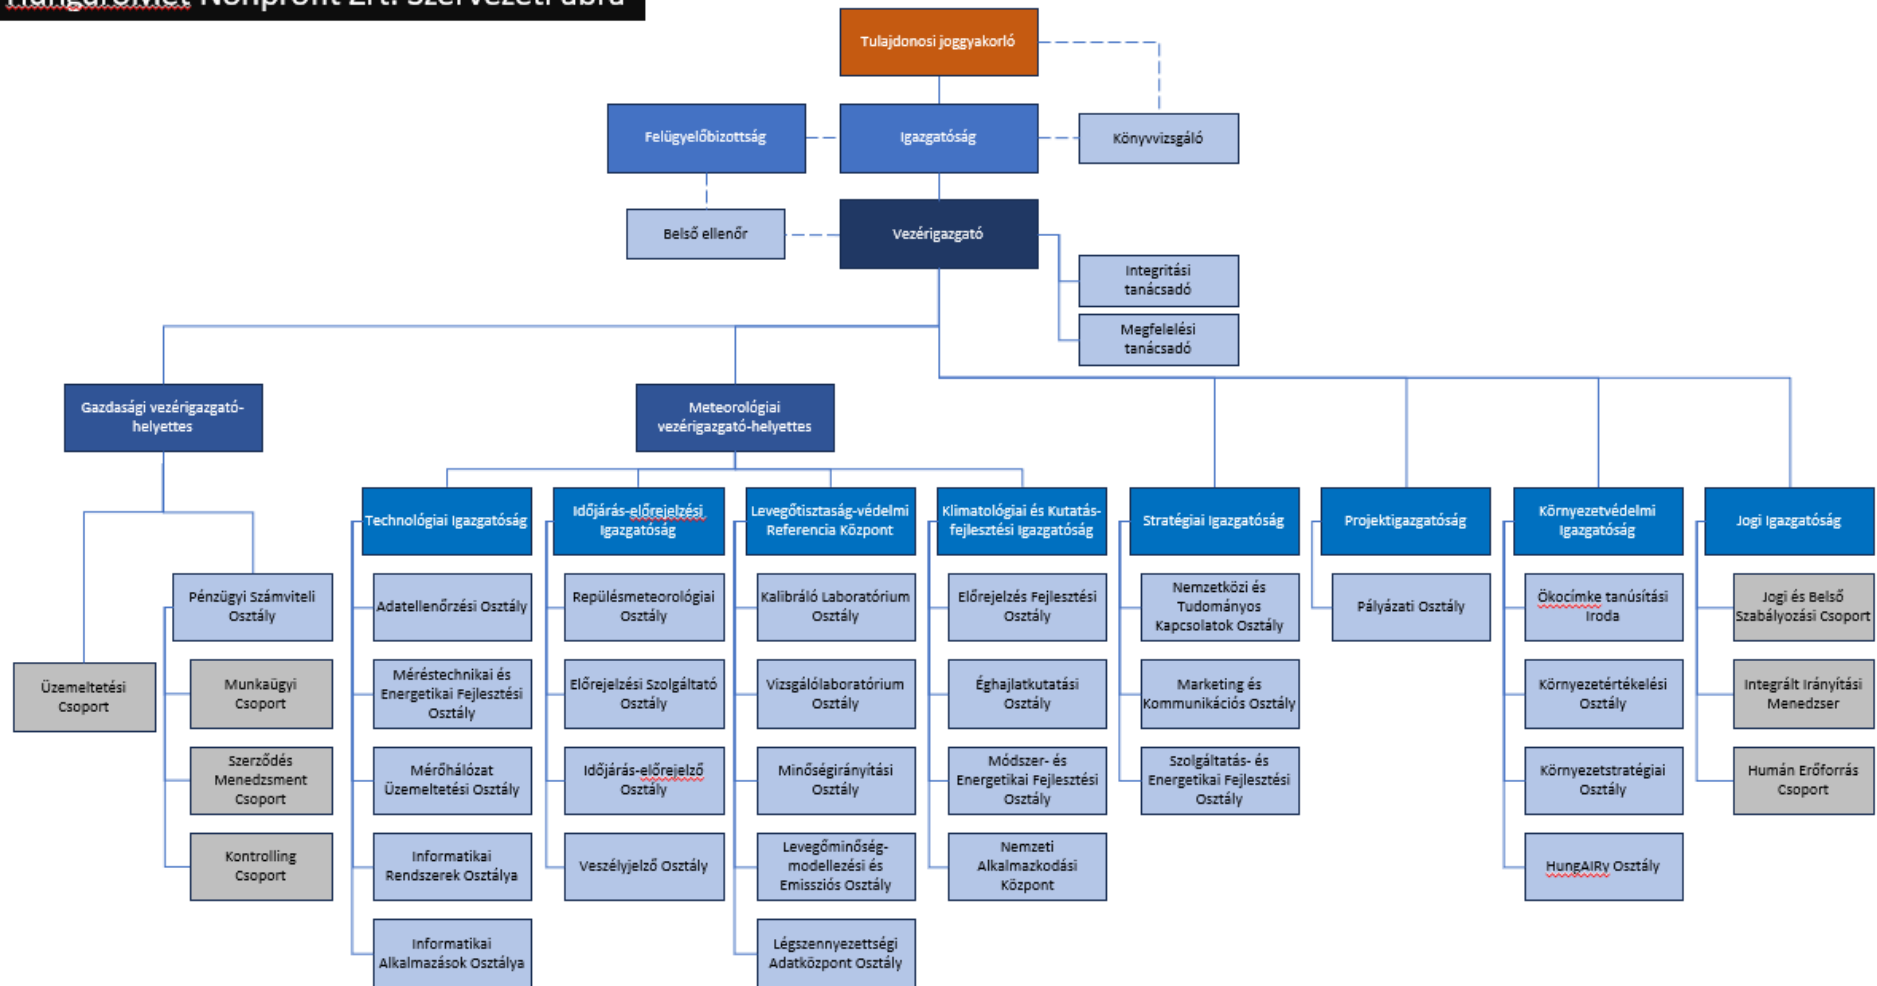 HungaroMet Nonprofit Zrt. Szervezeti ábra
Tulajdonosi joggyakorló
Felügyelőbizottság
Igazgatóság
Könyvvizsgáló
Belső ellenőr
Vezérigazgató
Integritási
tanácsadó
Megfelelési
tanácsadó
Gazdasági vezérigazgató-
helyettes
Meteorológiai
vezérigazgató-helyettes
Technológiai Igazgatóság
Időjárás-előrejelzési
Igazgatóság
Levegőtisztaság-védelmi
Referencia Központ
Klimatológiai és Kutatás-
fejlesztési Igazgatóság
Stratégiai Igazgatóság
Projektigazgatóság
Környezetvédelmi
Igazgatóság
Jogi Igazgatóság
Pénzügyi Számviteli
Osztály
Adatellenőrzési Osztály
Repülésmeteorológiai
Osztály
Kalibráló Laboratórium
Osztály
Előrejelzés Fejlesztési
Osztály
Nemzetközi és
Tudományos
Kapcsolatok Osztály
Pályázati Osztály
Ökocímke tanúsítási
Iroda
Jogi és Belső
Szabályozási Csoport
Üzemeltetési
Csoport
Munkaügyi
Csoport
Méréstechnikai és
Energetikai Fejlesztési
Osztály
Előrejelzési Szolgáltató
Osztály
Vizsgálólaboratórium
Osztály
Éghajlatkutatási
Osztály
Marketing és
Kommunikációs Osztály
Környezetértékelési
Osztály
Integrált Irányítási
Menedzser
Szerződés
Menedzsment
Csoport
Mérőhálózat
Üzemeltetési Osztály
Időjárás-előrejelző
Osztály
Minőségirányítási
Osztály
Módszer- és
Energetikai Fejlesztési
Osztály
Szolgáltatás- és
Energetikai Fejlesztési
Osztály
Környezetstratégiai
Osztály
Humán Erőforrás
Csoport
Kontrolling
Csoport
Informatikai
Rendszerek Osztálya
Veszélyjelző Osztály
Levegőminőség-
modellezési és
Emissziós Osztály
Nemzeti
Alkalmazkodási
Központ
HungAIRy Osztály
Informatikai
Alkalmazások Osztálya
Légszennyezettségi
Adatközpont Osztály